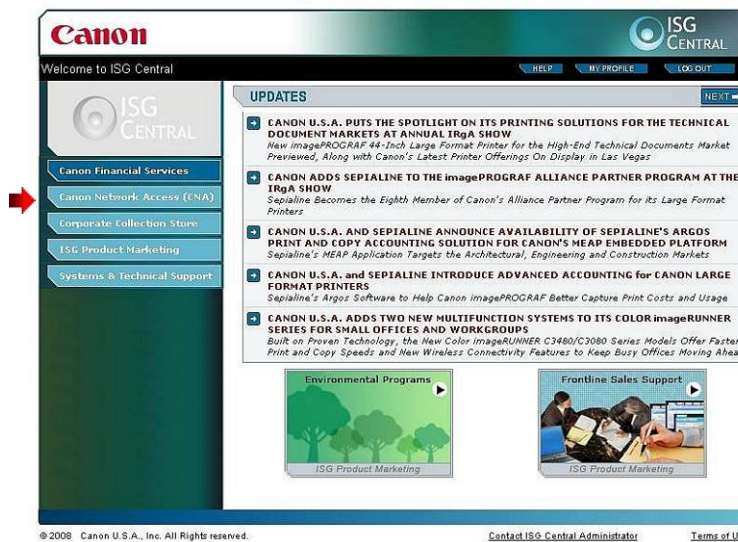 Canon
ISG
CENTRAL
Welcome to ISG Central
HELP
MY PROFILE
LOG OUT
ISG
CENTRAL
Canon Financial Services
Canon Network Access (CNA)
Corporate Collection Store
ISG Product Marketing
Systems & Technical Support
UPDATES
NEXT
CANON U.S.A. PUTS THE SPOTLIGHT ON ITS PRINTING SOLUTIONS FOR THE TECHNICAL
DOCUMENT MARKETS AT ANNUAL IRgA SHOW
New imagePROGRAF 44-Inch Large Format Printer for the High-End Technical Documents Market
Previewed, Along with Canon's Latest Printer Offerings On Display in Las Vegas
CANON ADDS SEPIALINE TO THE imagePROGRAF ALLIANCE PARTNER PROGRAM AT THE
IRgA SHOW
Sepialine Becomes the Eighth Member of Canon's Alliance Partner Program for its Large Format
Printers
CANON U.S.A. AND SEPIALINE ANNOUNCE AVAILABILITY OF SEPIALINE'S ARGOS
PRINT AND COPY ACCOUNTING SOLUTION FOR CANON'S MEAP EMBEDDED PLATFORM
Sepialine's MEAP Application Targets the Architectural, Engineering and Construction Markets
CANON U.S.A. and SEPIALINE INTRODUCE ADVANCED ACCOUNTING for CANON LARGE
FORMAT PRINTERS
Sepialine's Argos Software to Help Canon imagePROGRAF Better Capture Print Costs and Usage
CANON U.S.A. ADDS TWO NEW MULTIFUNCTION SYSTEMS TO ITS COLOR imageRUNNER
SERIES FOR SMALL OFFICES AND WORKGROUPS
Built on Proven Technology, the New Color imageRUNNER C3480/C3080 Series Models Offer Faster
Print and Copy Speeds and New Wireless Connectivity Features to Keep Busy Offices Moving Ahea
Environmental Programs
ISG Product Marketing
Frontline Sales Support
ISG Product Marketing
© 2008 Canon U.S.A., Inc. All Rights reserved.
Contact ISG Central Administrator
Terms of U